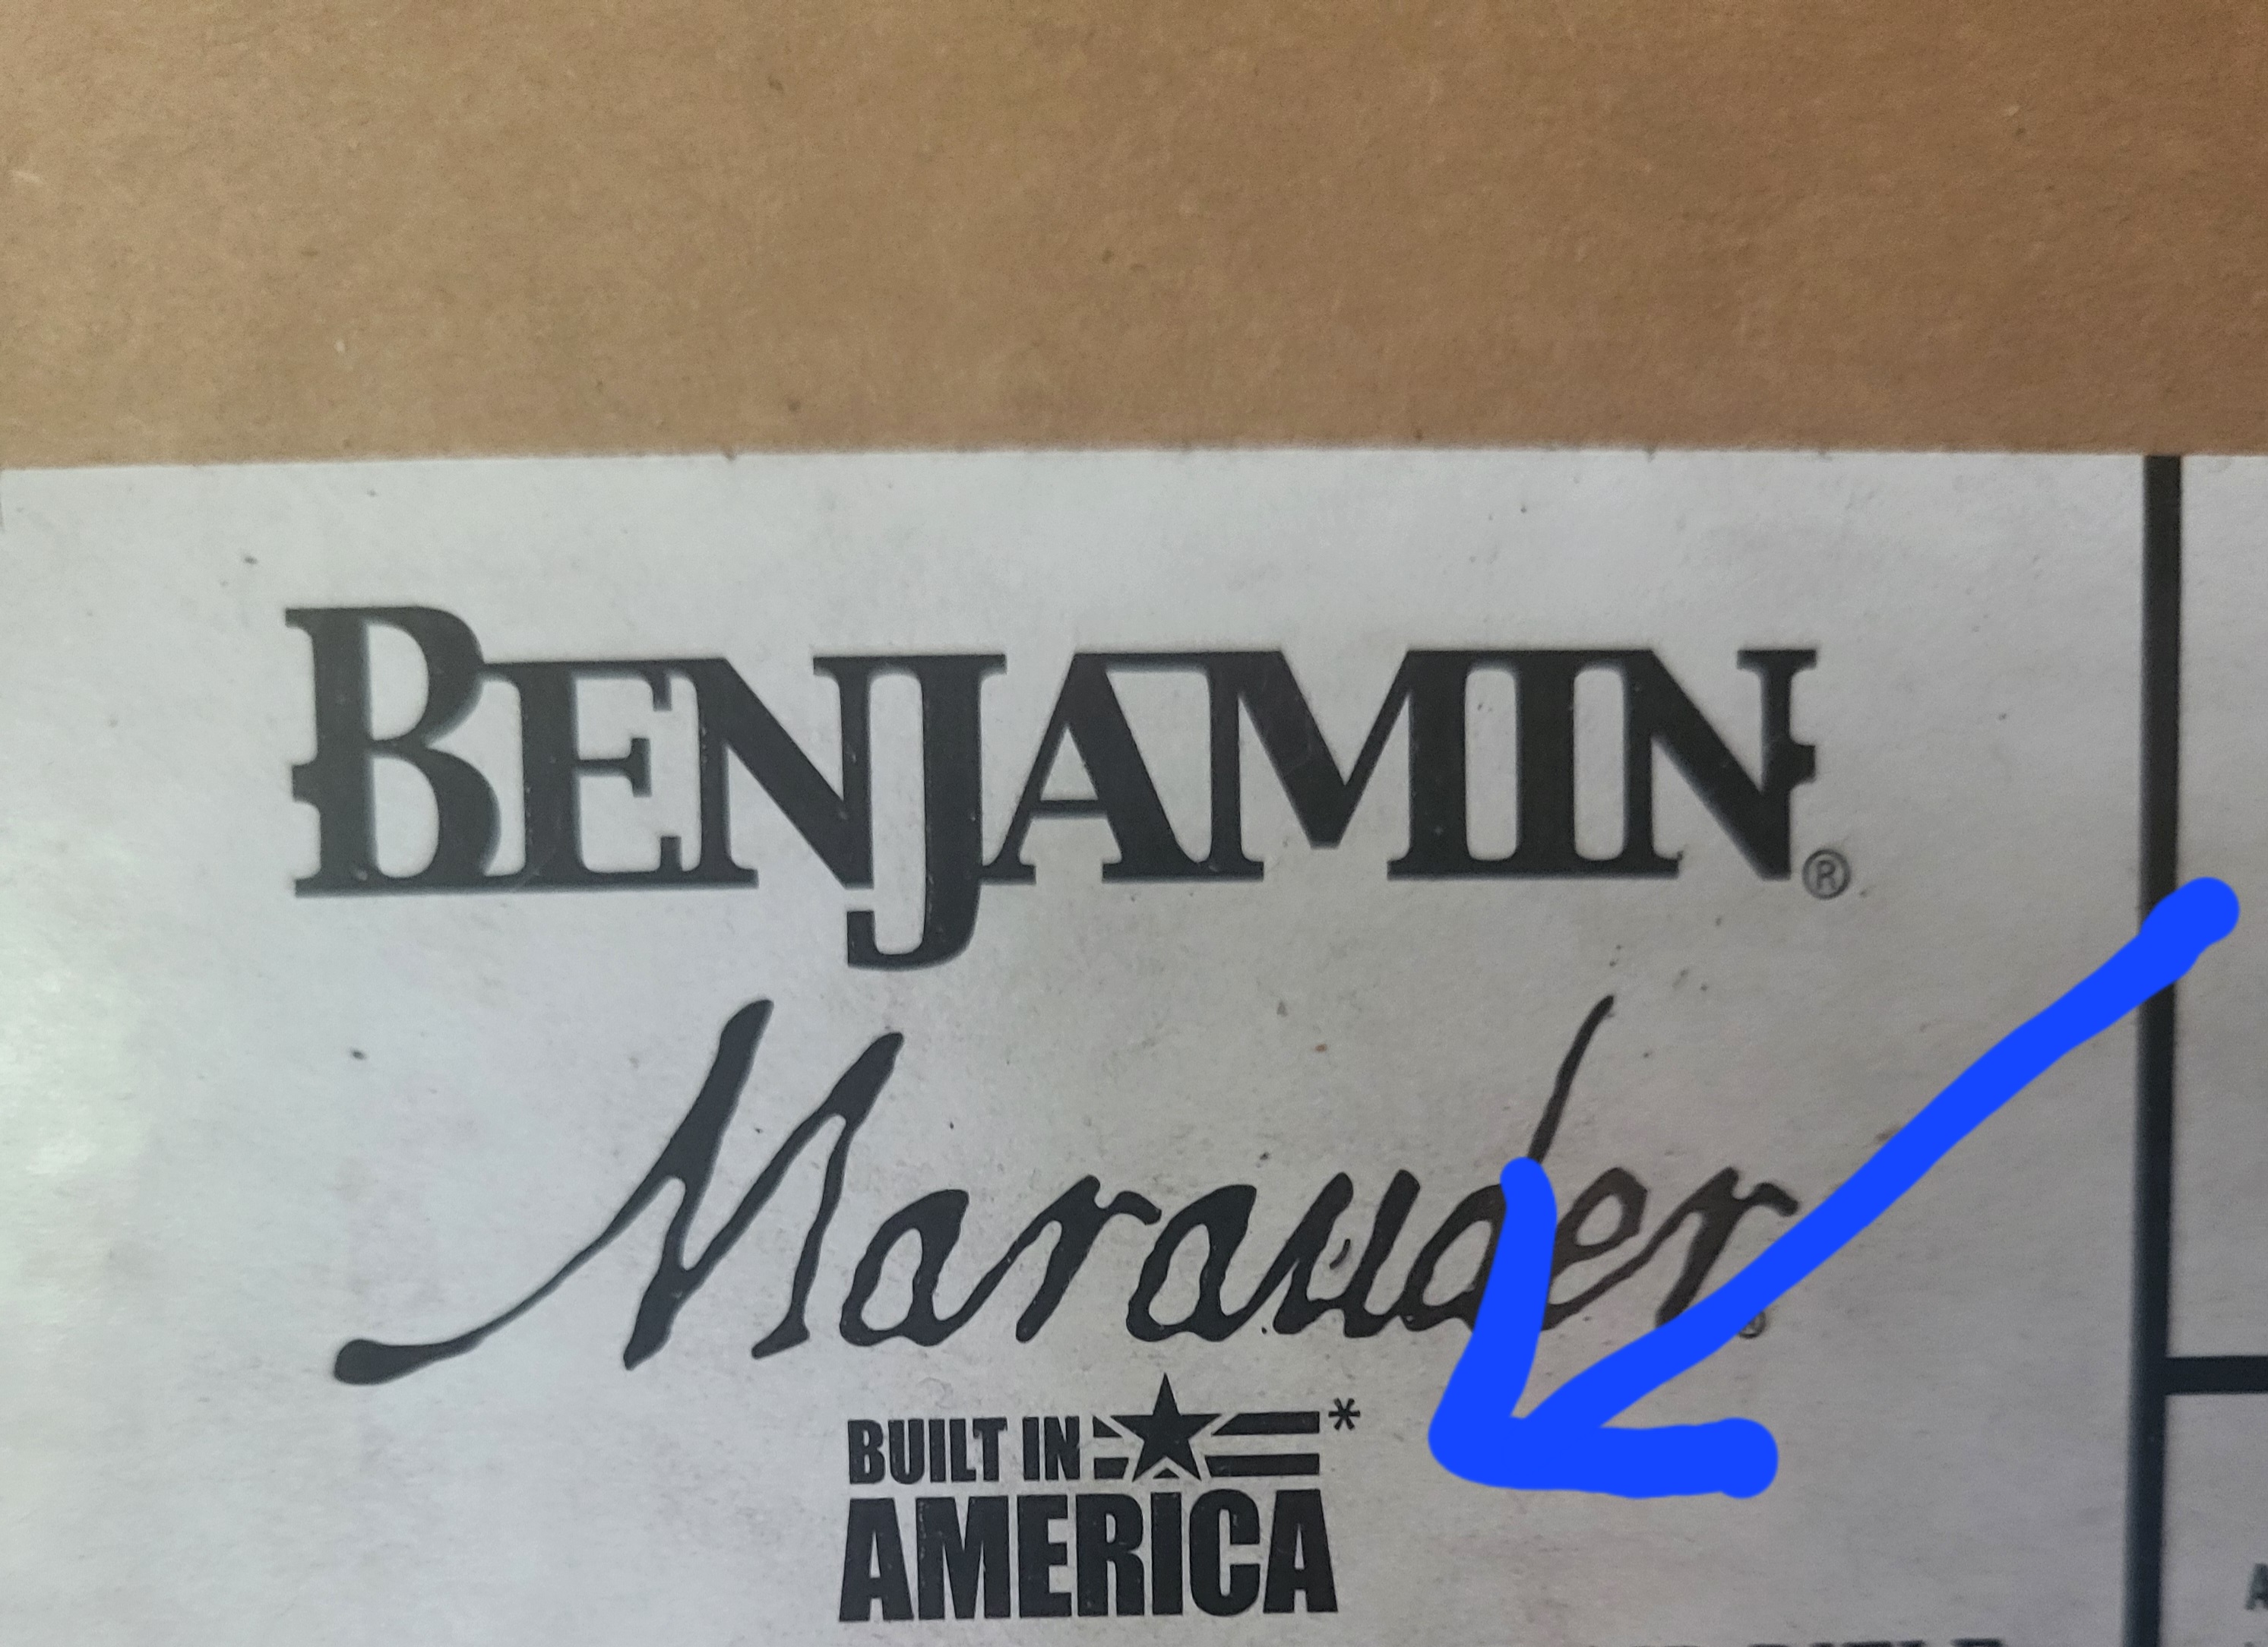 BENJAMIN®
Marauder®
BUILT IN *
AMERICA